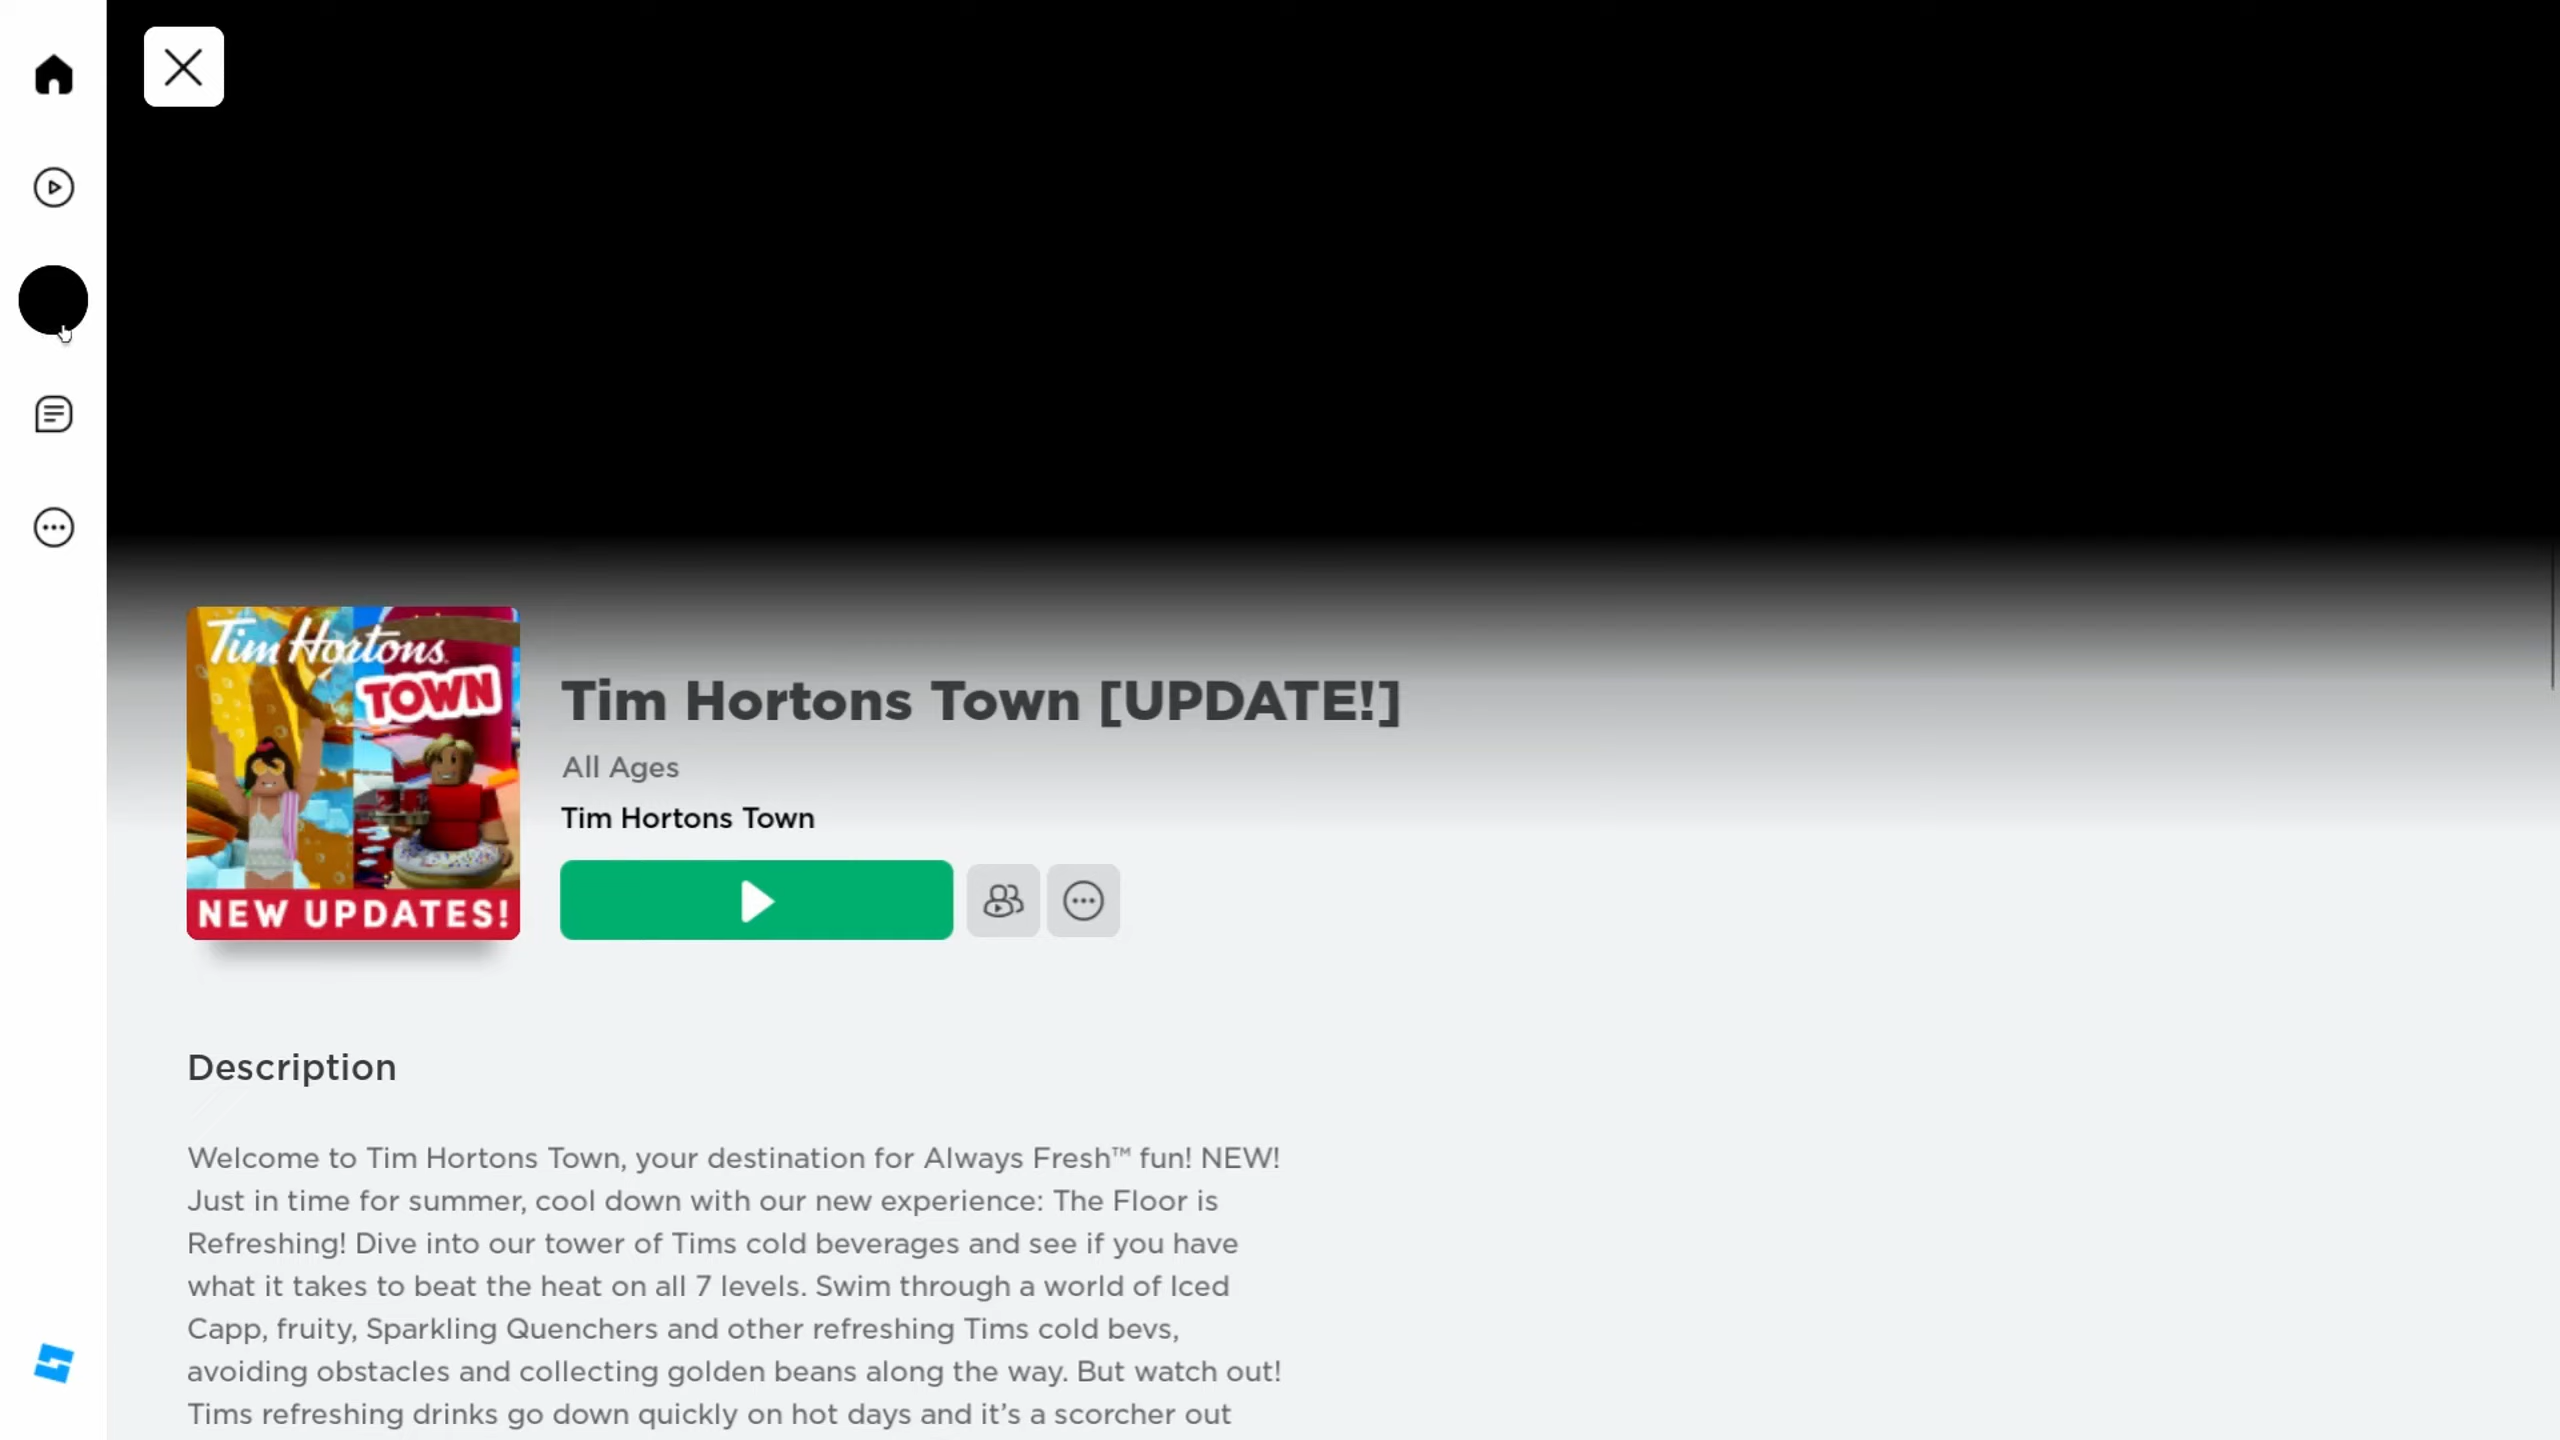 Tim Hortons
TOWN
NEW UPDATES!
Tim Hortons Town [UPDATE!]
All Ages
Tim Hortons Town
Description
Welcome to Tim Hortons Town, your destination for Always Fresh™ fun! NEW!
Just in time for summer, cool down with our new experience: The Floor is
Refreshing! Dive into our tower of Tims cold beverages and see if you have
what it takes to beat the heat on all 7 levels. Swim through a world of Iced
Capp, fruity, Sparkling Quenchers and other refreshing Tims cold bevs,
avoiding obstacles and collecting golden beans along the way. But watch out!
Tims refreshing drinks go down quickly on hot days and it’s a scorcher out